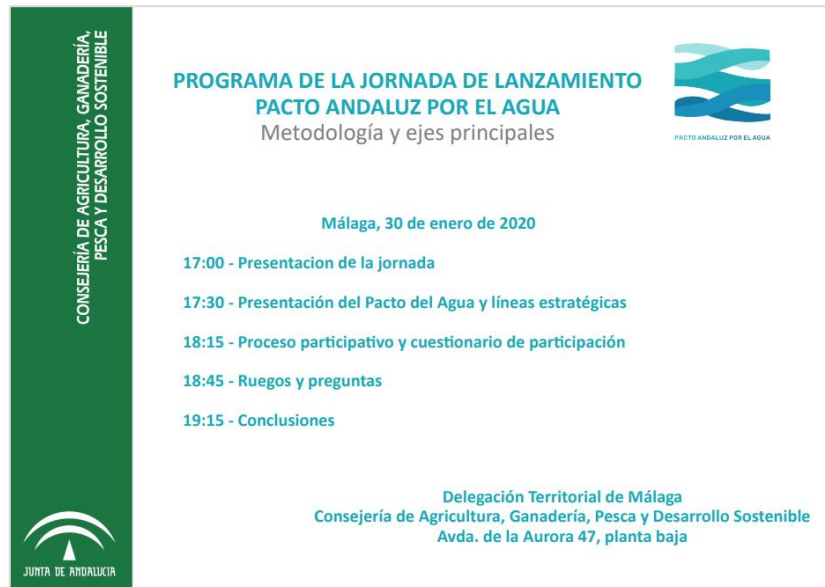 CONSEJERÍA DE AGRICULTURA, GANADERÍA,
PESCA Y DESARROLLO SOSTENIBLE
JUNTA DE ANDALUCIA
PROGRAMA DE LA JORNADA DE LANZAMIENTO
PACTO ANDALUZ POR EL AGUA
Metodología y ejes principales
PACTO ANDALUZ POR EL AGUA
Málaga, 30 de enero de 2020
17:00 - Presentacion de la jornada
17:30 - Presentación del Pacto del Agua y líneas estratégicas
18:15 - Proceso participativo y cuestionario de participación
18:45 - Ruegos y preguntas
19:15 - Conclusiones
Delegación Territorial de Málaga
Consejería de Agricultura, Ganadería, Pesca y Desarrollo Sostenible
Avda. de la Aurora 47, planta baja